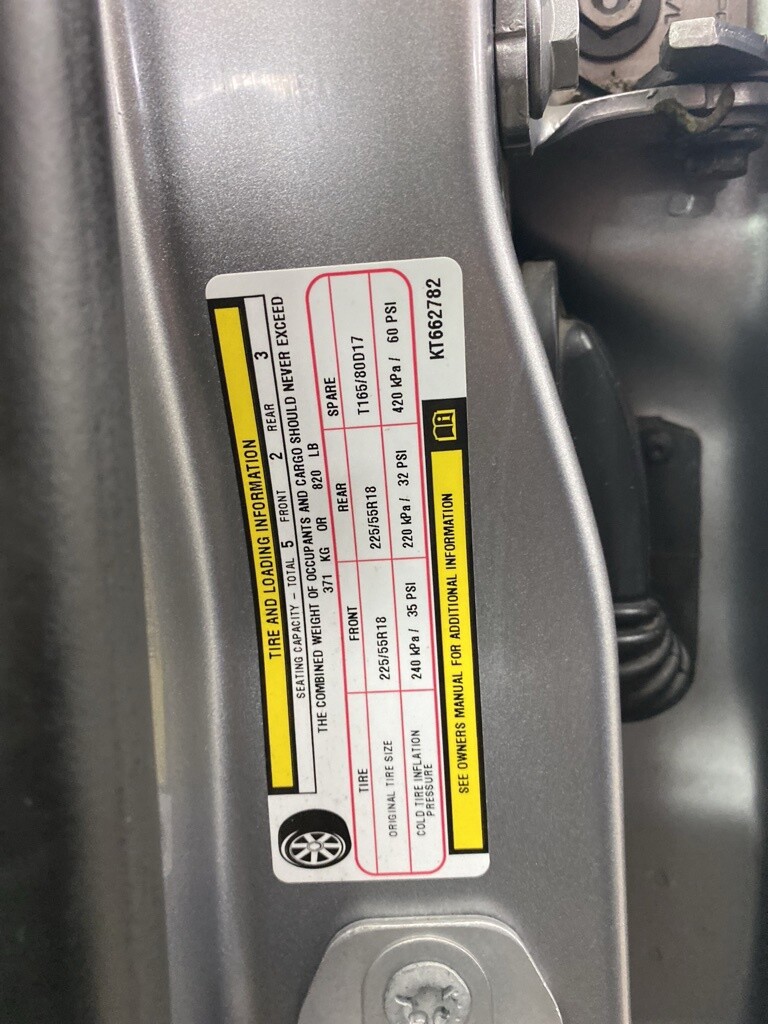 TIRE AND LOADING INFORMATION
SEATING CAPACITY – TOTAL 5 FRONT 2 REAR 3
THE COMBINED WEIGHT OF OCCUPANTS AND CARGO SHOULD NEVER EXCEED
371 KG OR 820 LB
TIRE FRONT REAR SPARE
ORIGINAL TIRE SIZE 225/55R18 225/55R18 T165/80D17
COLD TIRE INFLATION PRESSURE 240 kPa / 35 PSI 220 kPa / 32 PSI 420 kPa / 60 PSI
SEE OWNERS MANUAL FOR ADDITIONAL INFORMATION
KT662782